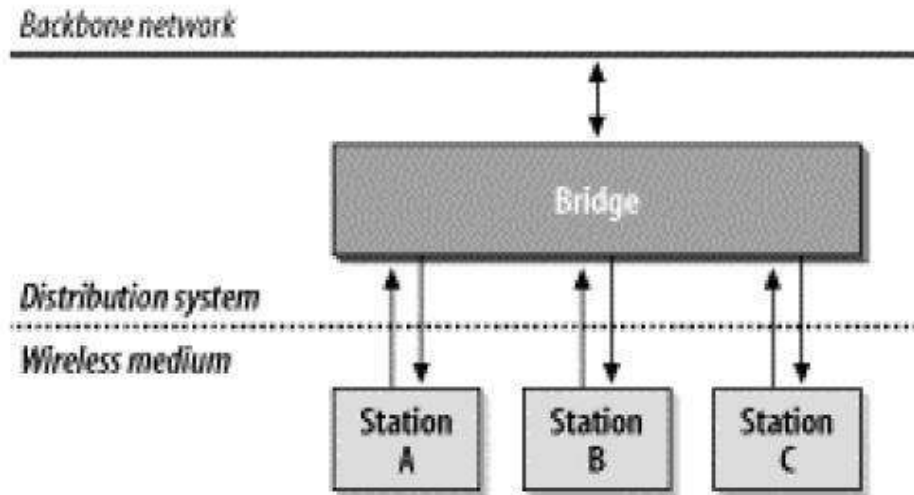 Backbone network
Bridge
Distribution system
Wireless medium
Station
A
Station
B
Station
C